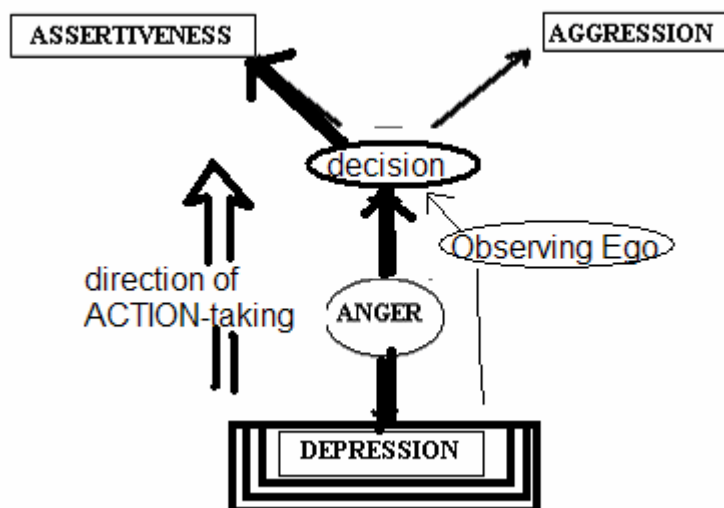 ASSERTIVENESS
AGGRESSION
decision
Observing Ego
direction of
ACTION-taking
ANGER
DEPRESSION